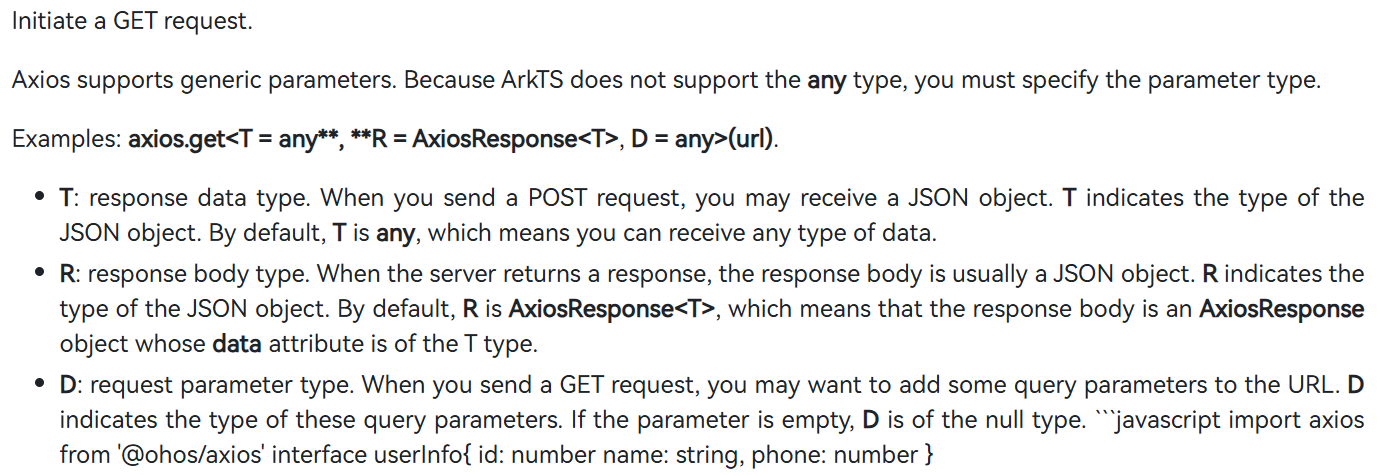 Initiate a GET request.
Axios supports generic parameters. Because ArkTS does not support the any type, you must specify the parameter type.
Examples: axios.get<T = any**, **R = AxiosResponse<T>, D = any>(url).
• T: response data type. When you send a POST request, you may receive a JSON object. T indicates the type of the
JSON object. By default, T is any, which means you can receive any type of data.
• R: response body type. When the server returns a response, the response body is usually a JSON object. R indicates the
type of the JSON object. By default, R is AxiosResponse<T>, which means that the response body is an AxiosResponse
object whose data attribute is of the T type.
• D: request parameter type. When you send a GET request, you may want to add some query parameters to the URL. D
indicates the type of these query parameters. If the parameter is empty, D is of the null type. ```javascript import axios
from '@ohos/axios' interface userInfo{ id: number name: string, phone: number }